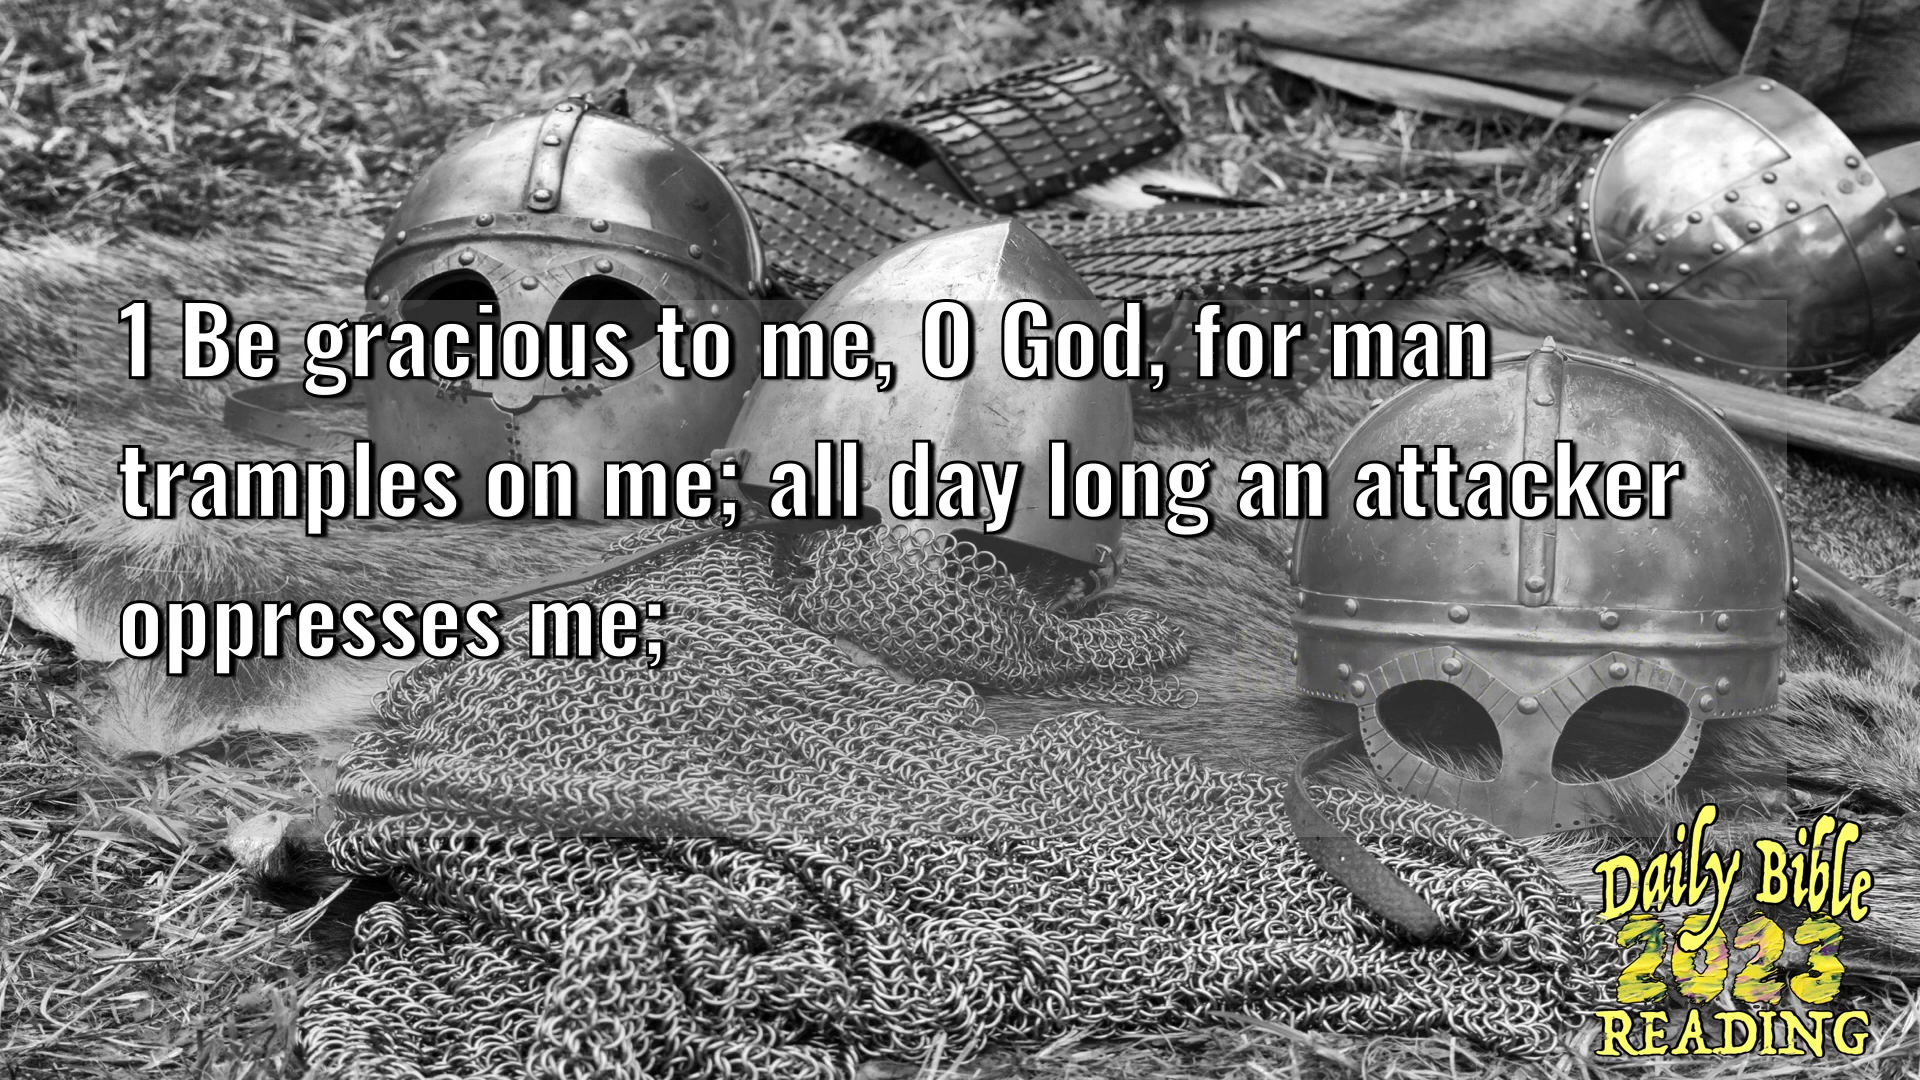 1 Be gracious to me, O God, for man
tramples on me; all day long an attacker
oppresses me;
Daily Bible
2023
READING